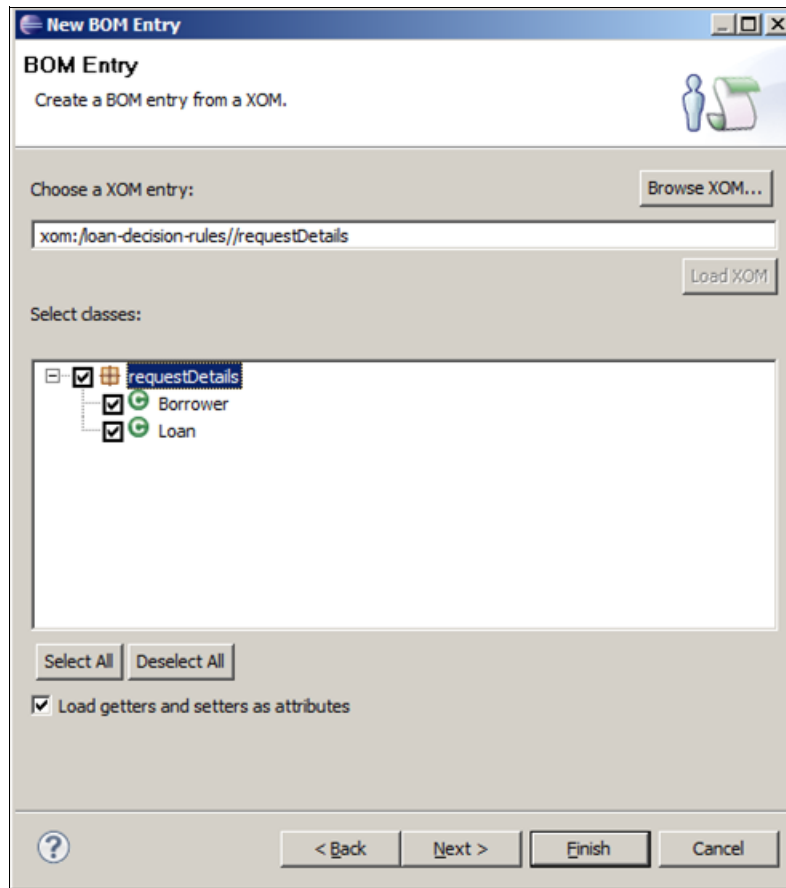 New BOM Entry
BOM Entry
Create a BOM entry from a XOM.
Choose a XOM entry:
Browse XOM...
xom:/loan-decision-rules//requestDetails
Load XOM
Select classes:
requestDetails
Borrower
Loan
Select All Deselect All
Load getters and setters as attributes
< Back Next > Finish Cancel